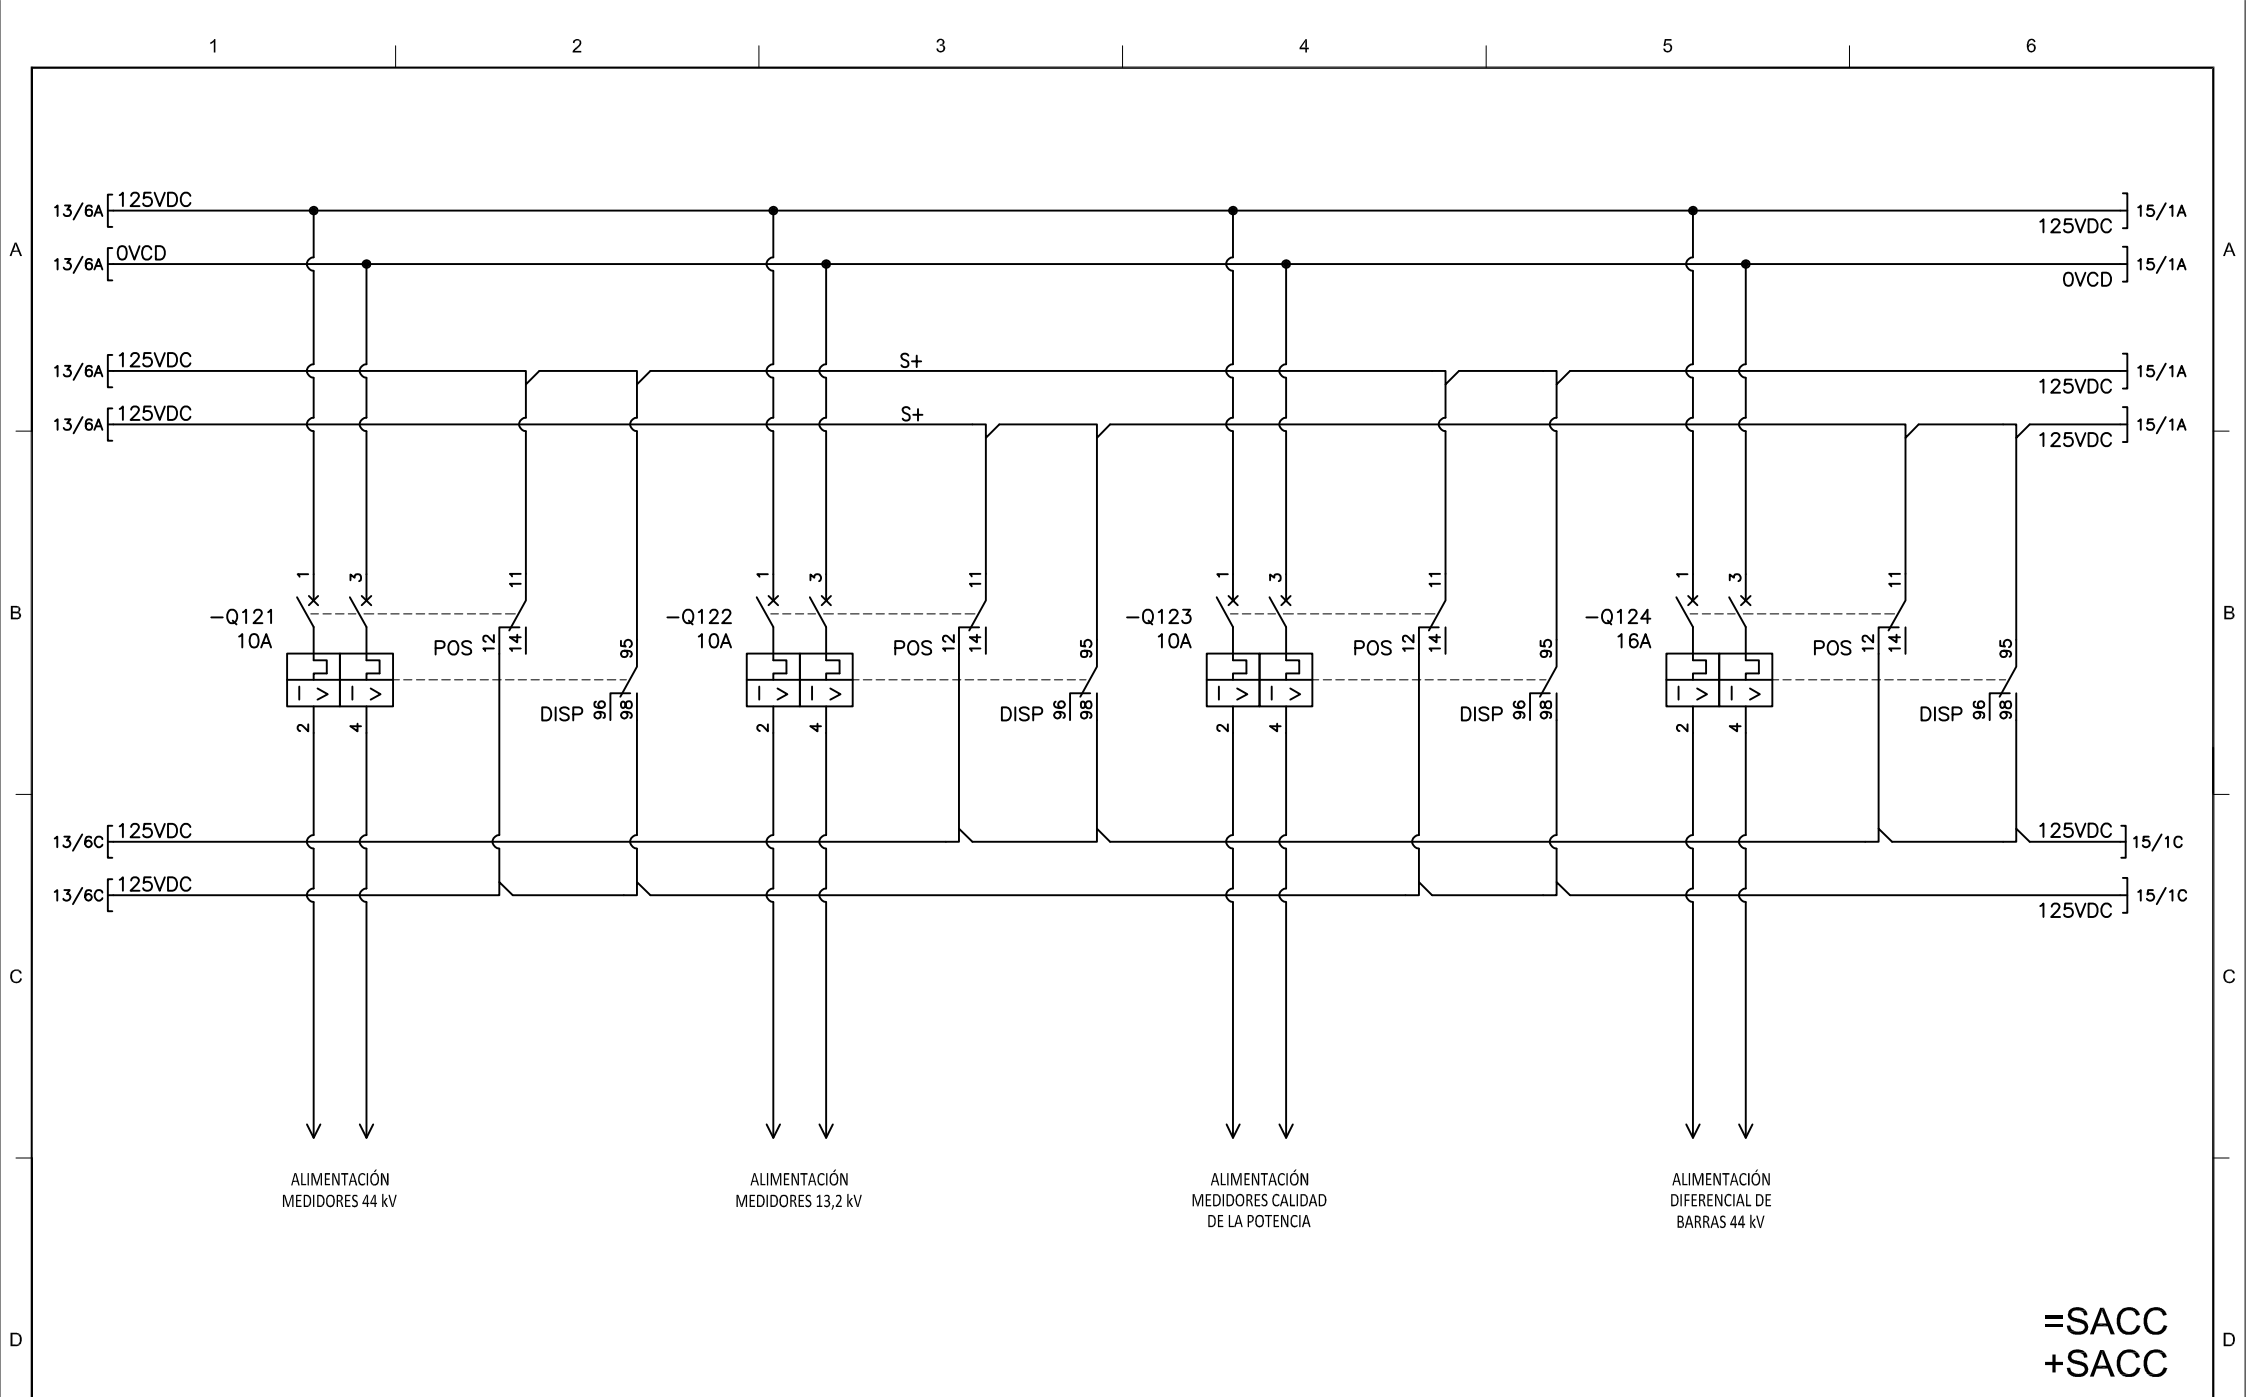 1 2 3 4 5 6
13/6A 125VDC 125VDC 15/1A
A 13/6A 0VCD 0VCD 15/1A A
13/6A 125VDC S+ 125VDC 15/1A
13/6A 125VDC S+ 125VDC 15/1A
1 3 11 1 3 11 1 3 11 1 3 11
B -Q121 -Q122 -Q123 -Q124 B
10A 10A 10A 16A
POS 12 14 95 POS 12 14 95 POS 12 14 95 POS 12 14 95
I > I > I > I > I > I > I > I >
2 4 DISP 96 98 2 4 DISP 96 98 2 4 DISP 96 98 2 4 DISP 96 98
13/6C 125VDC 125VDC 15/1C
13/6C 125VDC 125VDC 15/1C
C C
ALIMENTACIÓN
MEDIDORES 44 kV
ALIMENTACIÓN
MEDIDORES 13,2 kV
ALIMENTACIÓN
MEDIDORES CALIDAD
DE LA POTENCIA
ALIMENTACIÓN
DIFERENCIAL DE
BARRAS 44 kV
D =SACC D
+SACC